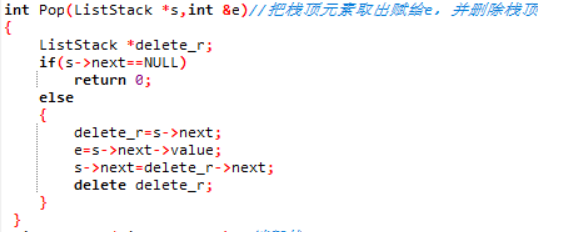 int Pop(ListStack *s,int &e)//把栈顶元素取出赋给e，并删除栈顶
{
ListStack *delete_r;
if(s->next==NULL)
return 0;
else
{
delete_r=s->next;
e=s->next->value;
s->next=delete_r->next;
delete delete_r;
}
}